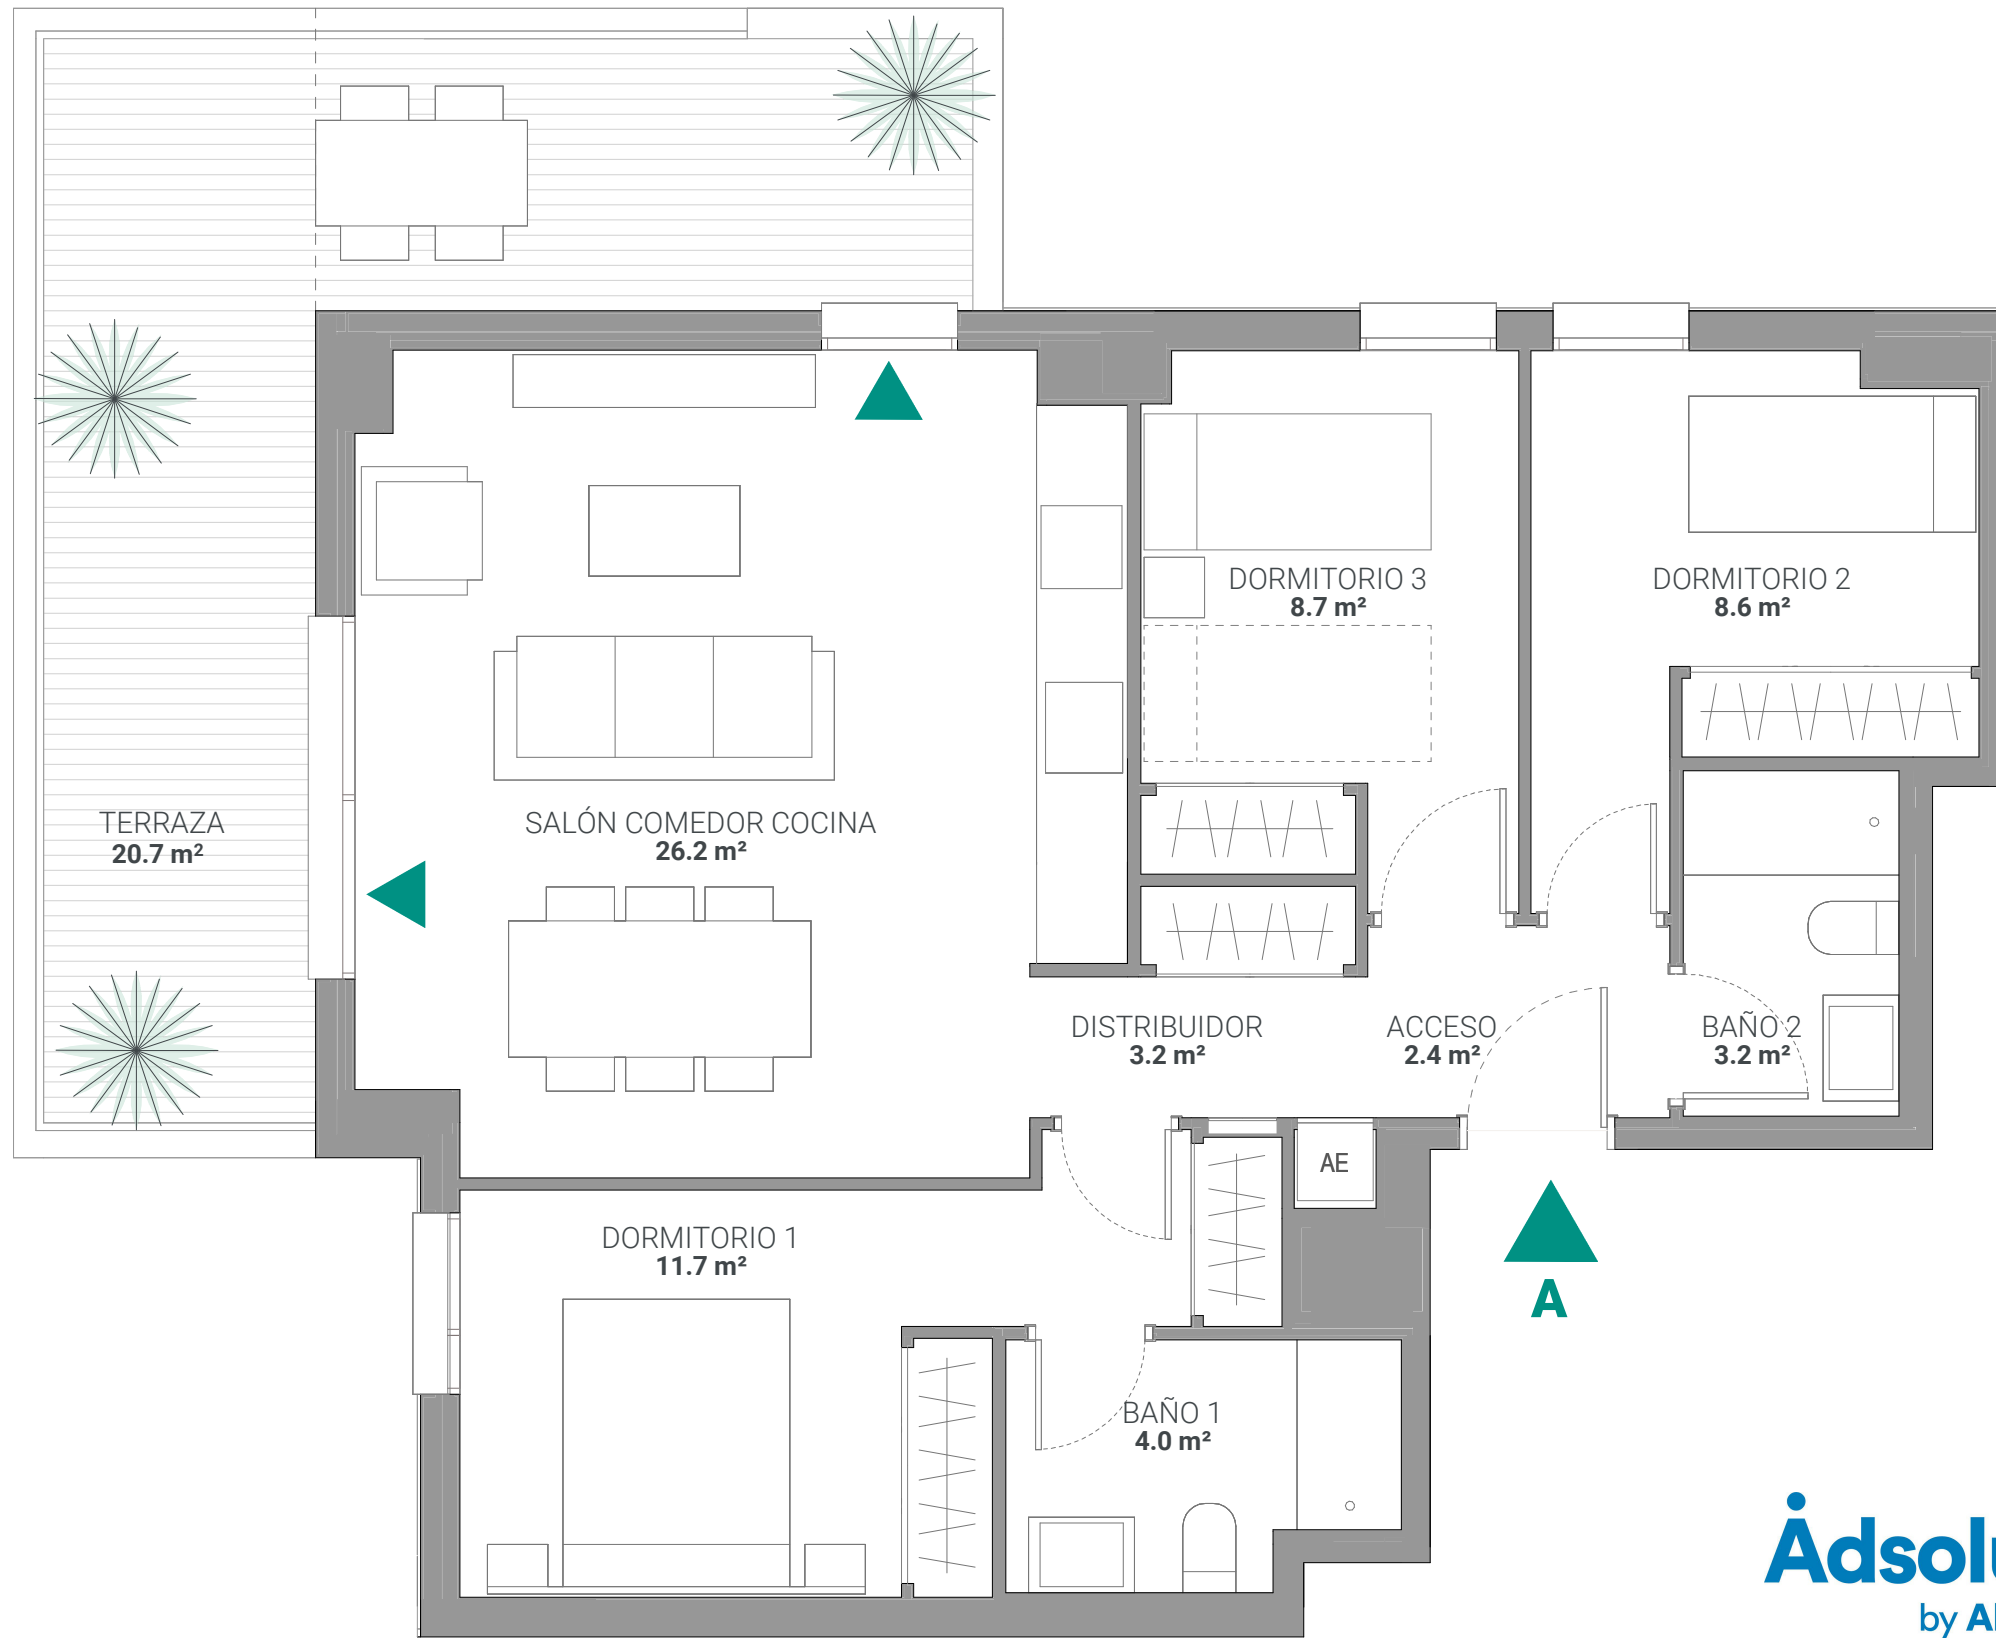 DORMITORIO 3
8.7 m²
DORMITORIO 2
8.6 m²
TERRAZA
20.7 m²
SALÓN COMEDOR COCINA
26.2 m²
DISTRIBUIDOR
3.2 m²
ACCESO
2.4 m²
BAÑO 2
3.2 m²
AE
DORMITORIO 1
11.7 m²
A
BAÑO 1
4.0 m²
by